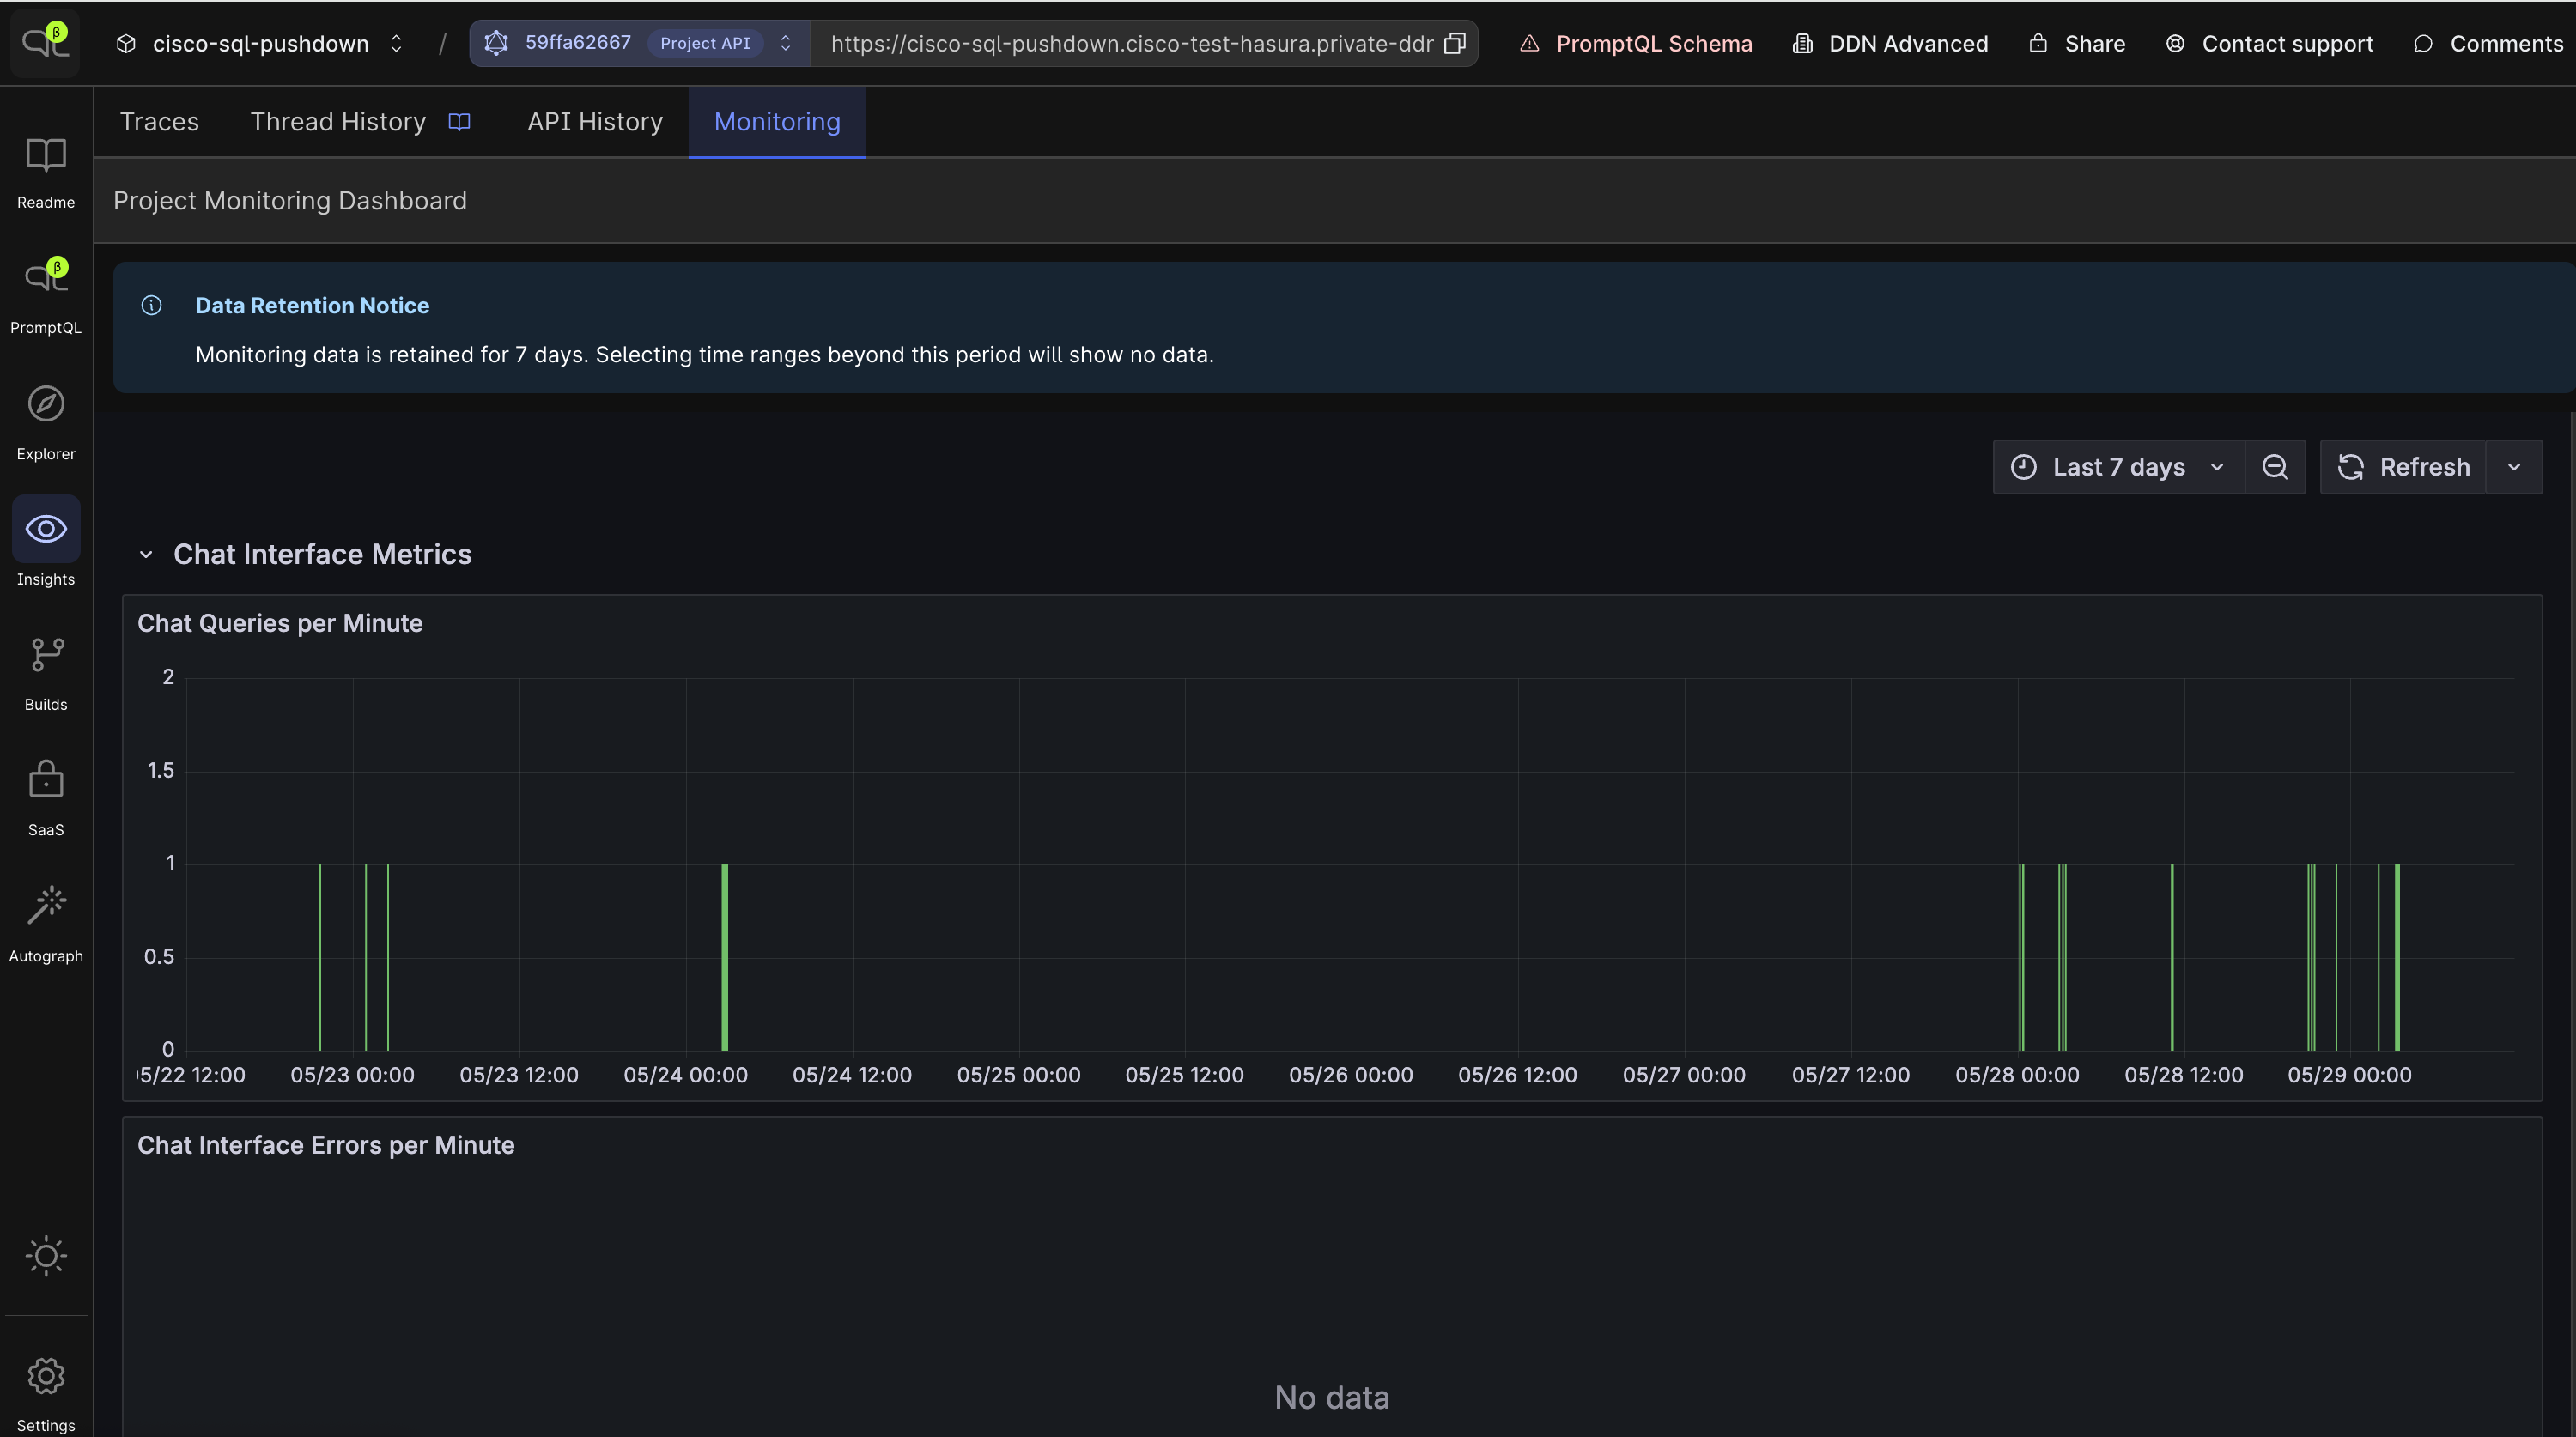 β
cisco-sql-pushdown / 59ffa62667 Project API https://cisco-sql-pushdown.cisco-test-hasura.private-ddr PromptQL Schema DDN Advanced Share Contact support Comments
Traces Thread History API History Monitoring
Readme
Project Monitoring Dashboard
β
PromptQL
Data Retention Notice
Monitoring data is retained for 7 days. Selecting time ranges beyond this period will show no data.
Explorer
Last 7 days Refresh
Insights
Chat Interface Metrics
Chat Queries per Minute
Builds
SaaS
Autograph
2
1.5
1
0.5
0
05/22 12:00 05/23 00:00 05/23 12:00 05/24 00:00 05/24 12:00 05/25 00:00 05/25 12:00 05/26 00:00 05/26 12:00 05/27 00:00 05/27 12:00 05/28 00:00 05/28 12:00 05/29 00:00
Chat Interface Errors per Minute
No data
Settings